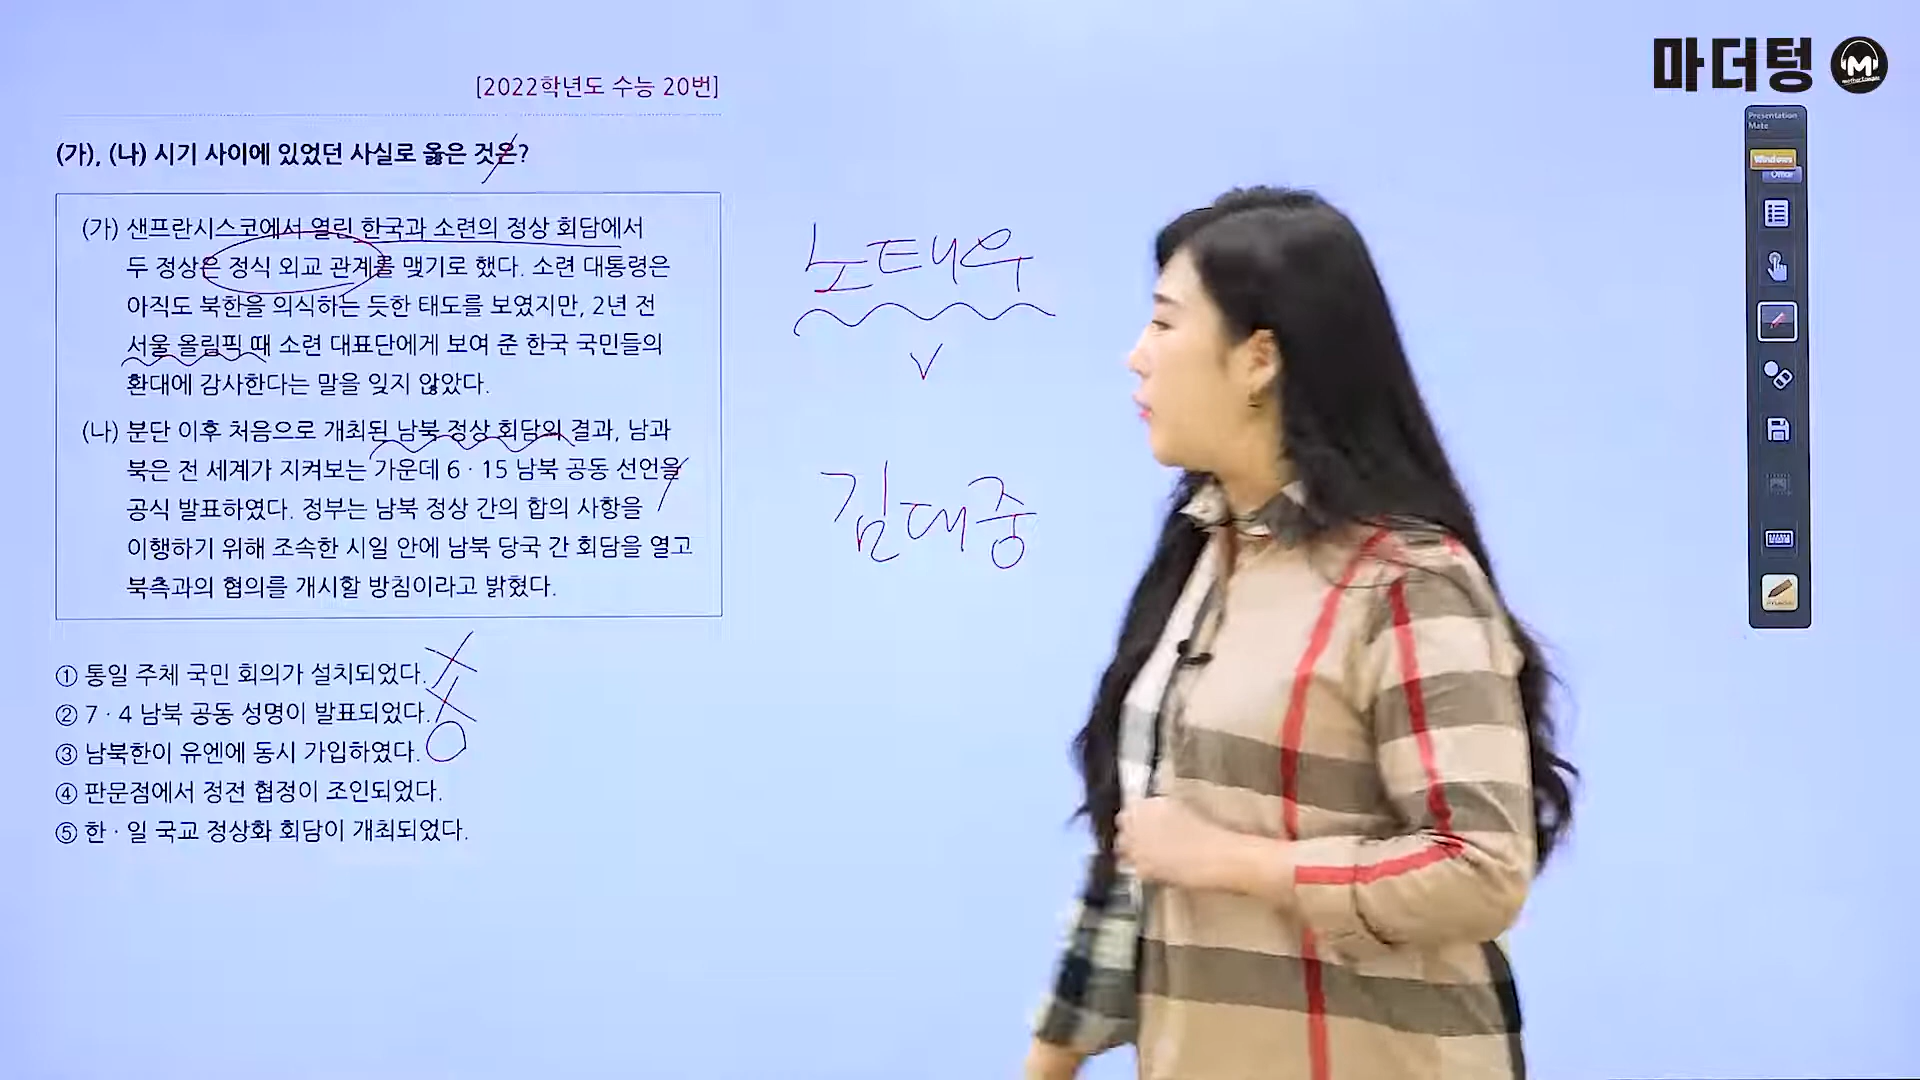 마더텅
[2022학년도 수능 20번]
(가), (나) 시기 사이에 있었던 사실로 옳은 것은?
(가) 샌프란시스코에서 열린 한국과 소련의 정상 회담에서
두 정상은 정식 외교 관계를 맺기로 했다. 소련 대통령은
아직도 북한을 의식하는 듯한 태도를 보였지만, 2년 전
서울 올림픽 때 소련 대표단에게 보여 준 한국 국민들의
환대에 감사한다는 말을 잊지 않았다.
(나) 분단 이후 처음으로 개최된 남북 정상 회담의 결과, 남과
북은 전 세계가 지켜보는 가운데 6·15 남북 공동 선언을
공식 발표하였다. 정부는 남북 정상 간의 합의 사항을
이행하기 위해 조속한 시일 안에 남북 당국 간 회담을 열고
북측과의 협의를 개시할 방침이라고 밝혔다.
① 통일 주체 국민 회의가 설치되었다.
② 7·4 남북 공동 성명이 발표되었다.
③ 남북한이 유엔에 동시 가입하였다.
④ 판문점에서 정전 협정이 조인되었다.
⑤ 한·일 국교 정상화 회담이 개최되었다.
노태우
김대중
Presentation
Mate
Windows